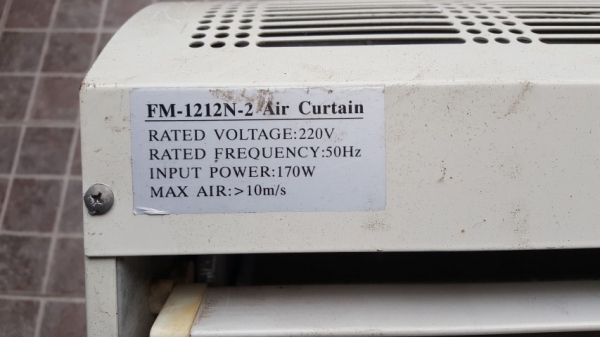 FM-1212N-2 Air Curtain
RATED VOLTAGE:220V
RATED FREQUENCY:50Hz
INPUT POWER:170W
MAX AIR:>10m/s